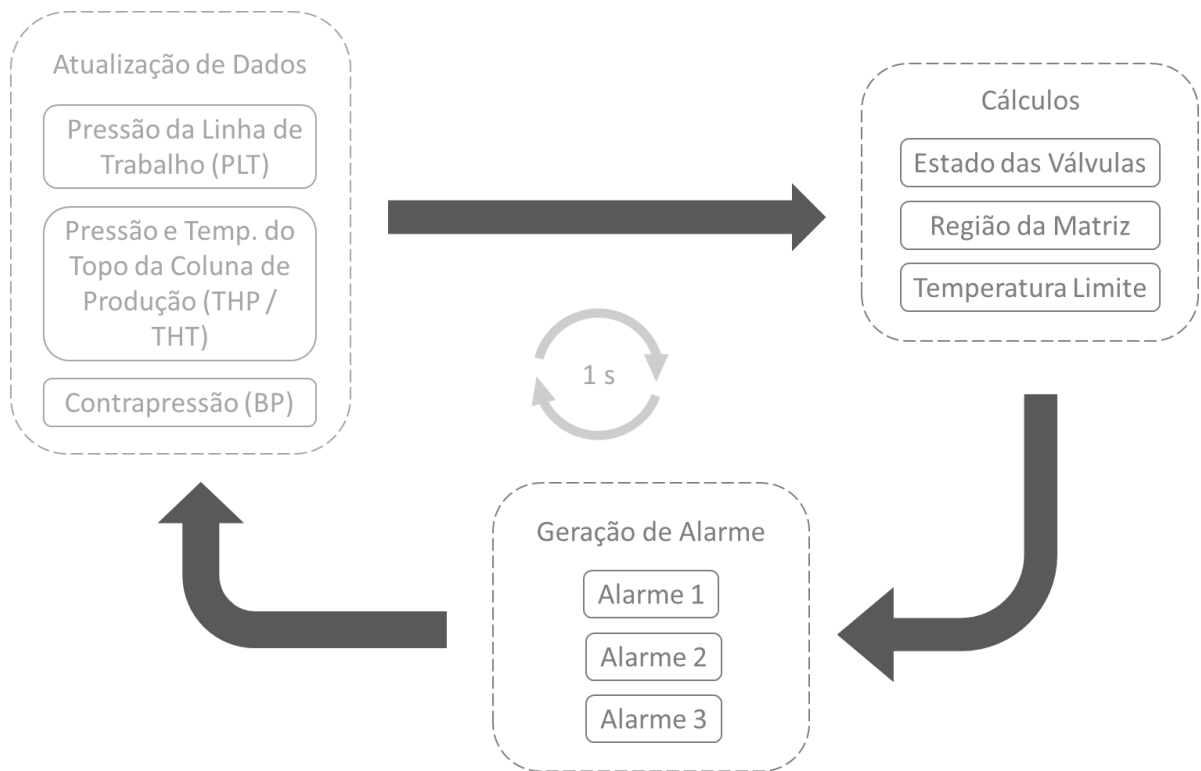 Atualização de Dados
Pressão da Linha de
Trabalho (PLT)
Pressão e Temp. do
Topo da Coluna de
Produção (THP /
THT)
Contrapressão (BP)
Cálculos
Estado das Válvulas
Região da Matriz
Temperatura Limite
1 s
Geração de Alarme
Alarme 1
Alarme 2
Alarme 3